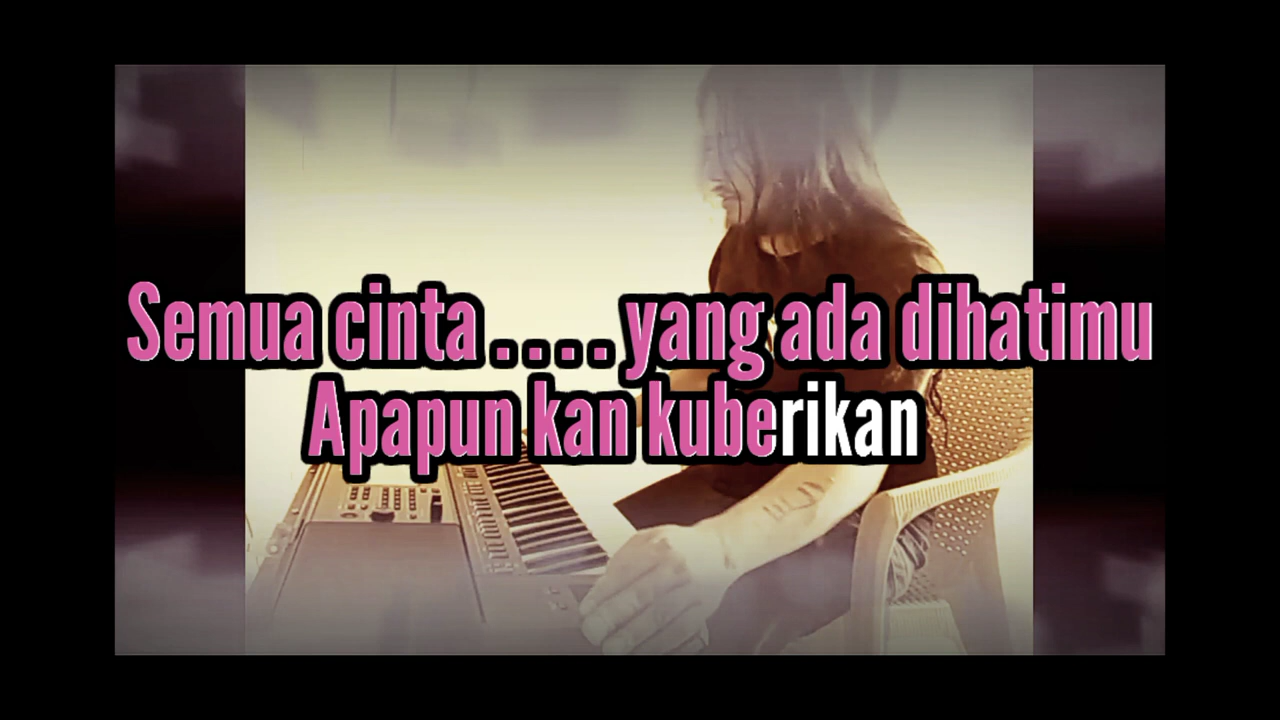 Semua cinta .... yang ada dihatimu
Apapun kan kuberikan